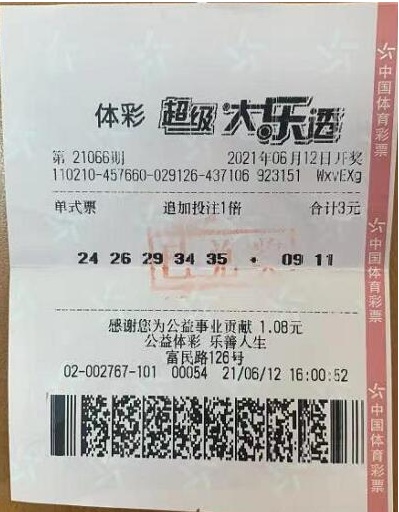 体彩 超级大乐透
第 21066期 2021年06月12日开奖
110210-457660-029126-437106 923151 WxvEXg
单式票 追加投注1倍 合计3元
已兑奖
24 26 29 34 35 · 09 11
感谢您为公益事业贡献 1.08元
公益体彩 乐善人生
富民路126号
02-002767-101 00054 21/06/12 16:00:52
中国体育彩票
中国体育彩票
中国体育彩票